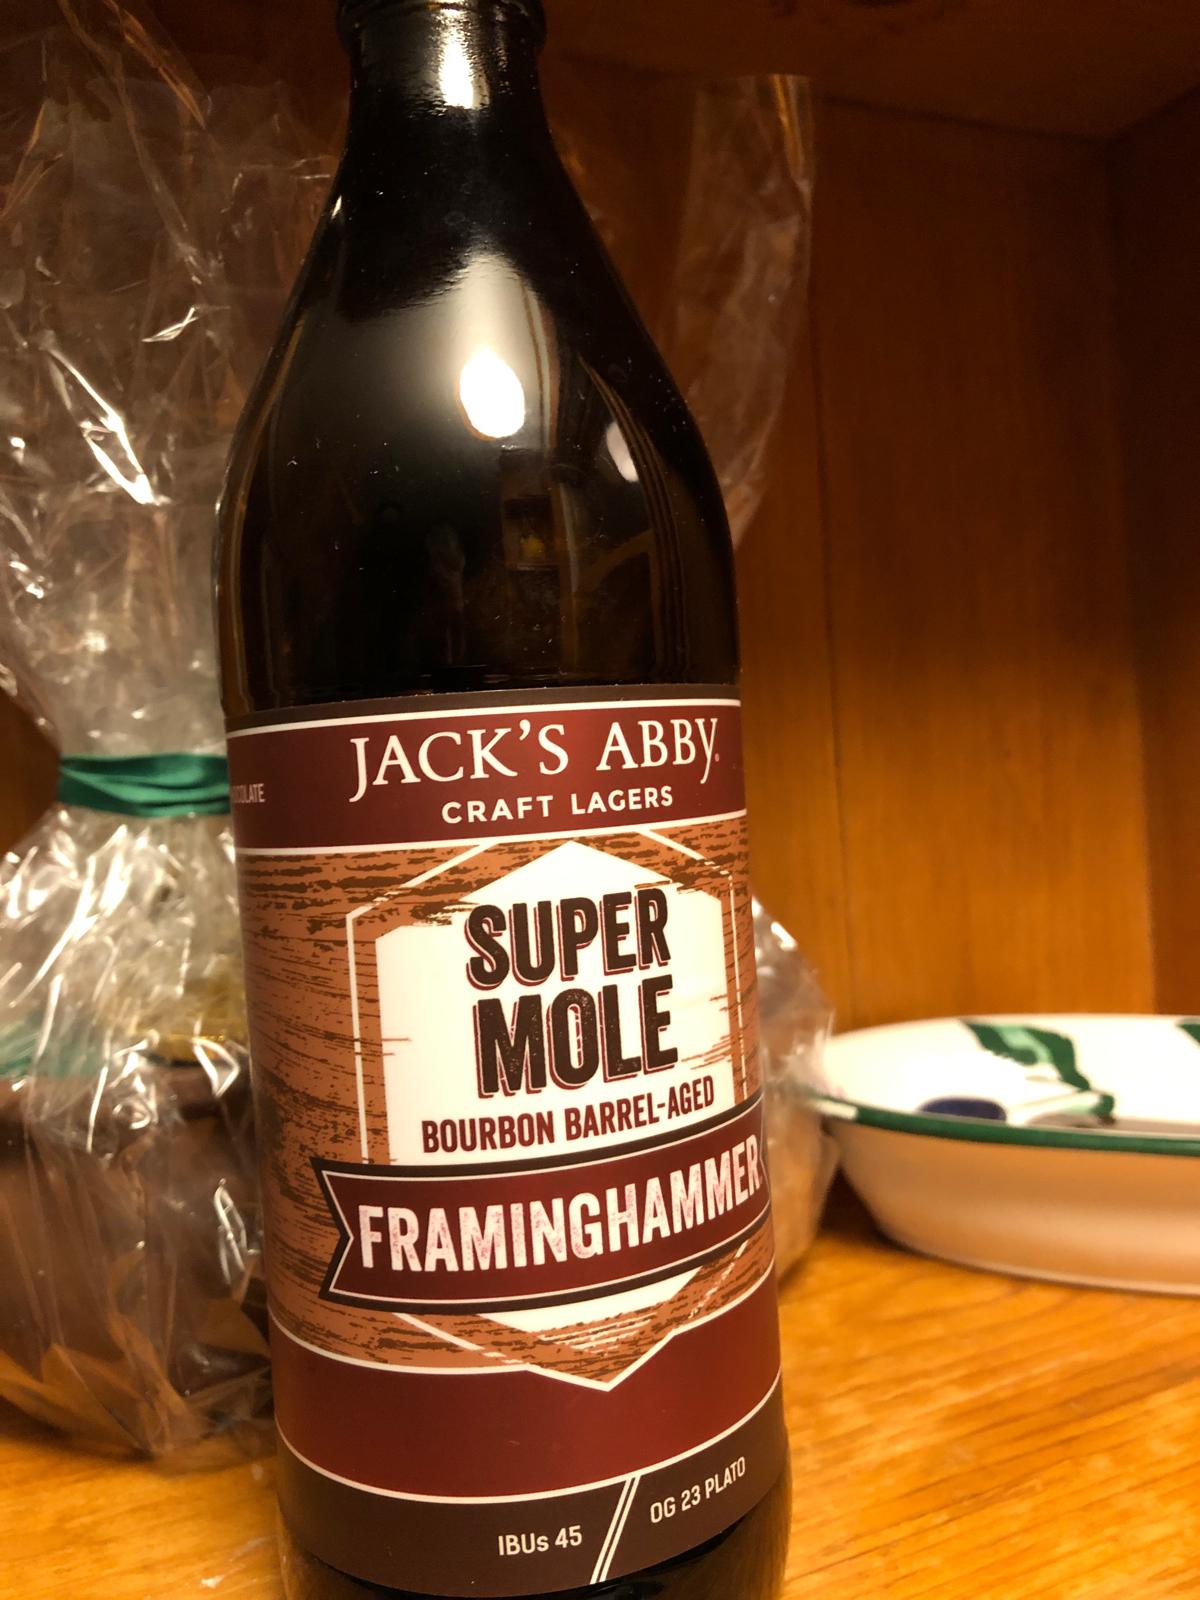 JACK'S ABBY
CRAFT LAGERS
SUPER
MOLE
BOURBON BARREL-AGED
FRAMINGHAMMER
IBUs 45
OG 23 PLATO